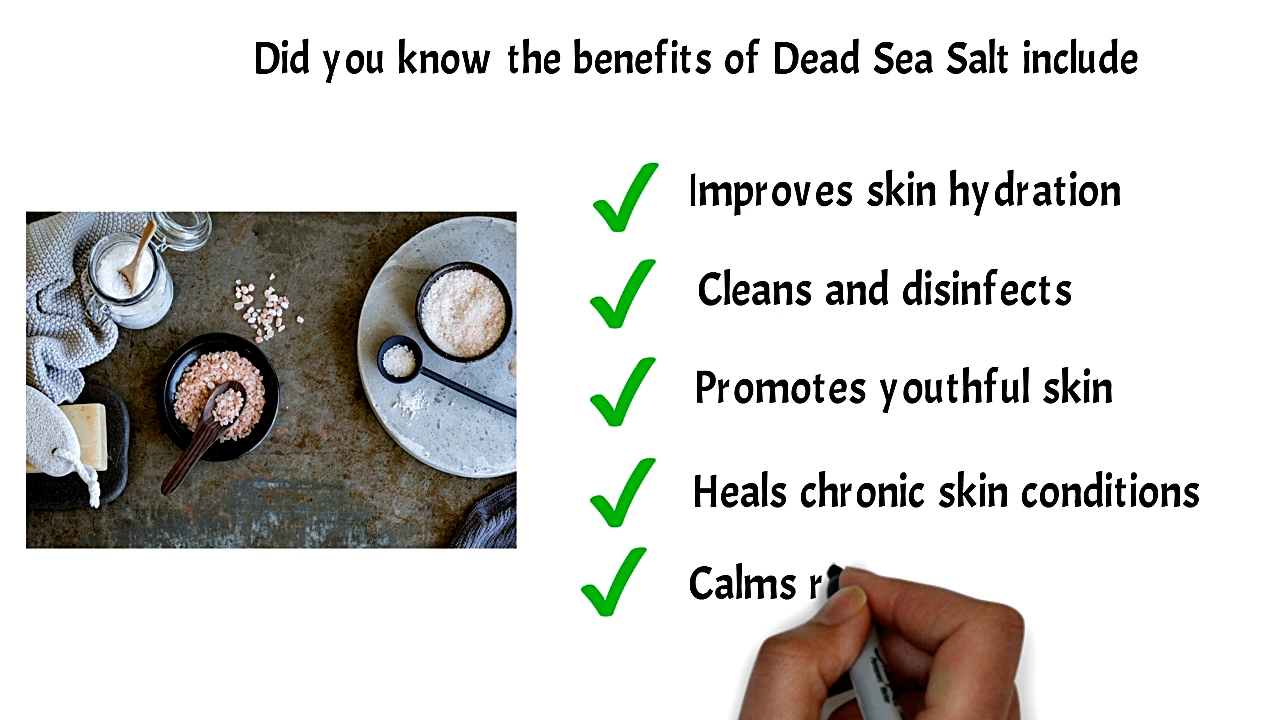 Did you know the benefits of Dead Sea Salt include
Improves skin hydration
Cleans and disinfects
Promotes youthful skin
Heals chronic skin conditions
Calms r